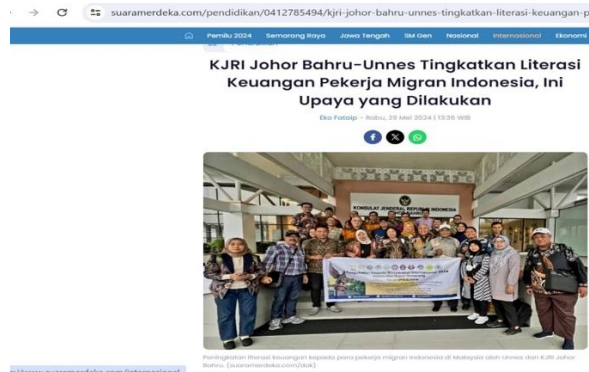 suaramerdeka.com/pendidikan/0412785494/kjri-johor-bahru-unnes-tingkatkan-literasi-keuangan-p
Pemilu 2024 Semarang Raya Jawa Tengah SM Gen Nasional Internasional Ekonomi
KJRI Johor Bahru-Unnes Tingkatkan Literasi
Keuangan Pekerja Migran Indonesia, Ini
Upaya yang Dilakukan
Eko Fataip - Rabu, 29 Mei 2024 | 13:36 WIB
KONSULAT JENDERAL REPUBLIK INDONESIA
Peningkatan literasi keuangan kepada para pekerja migran Indonesia di Malaysia oleh Unnes dan KJRI Johor
Bahru. (suaramerdeka.com/dok)